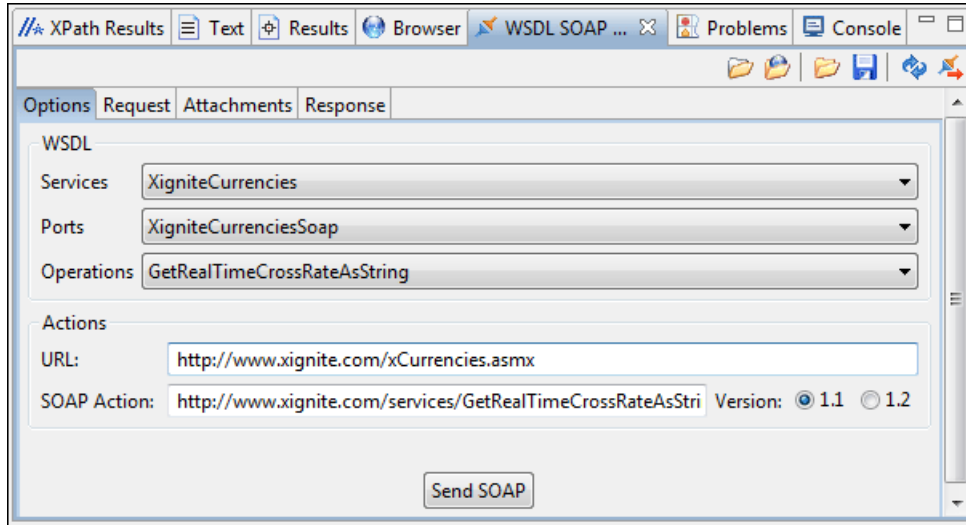 XPath Results Text Results Browser WSDL SOAP ... Problems Console
Options Request Attachments Response
WSDL
Services XigniteCurrencies
Ports XigniteCurrenciesSoap
Operations GetRealTimeCrossRateAsString
Actions
URL: http://www.xignite.com/xCurrencies.asmx
SOAP Action: http://www.xignite.com/services/GetRealTimeCrossRateAsStri Version: 1.1 1.2
Send SOAP